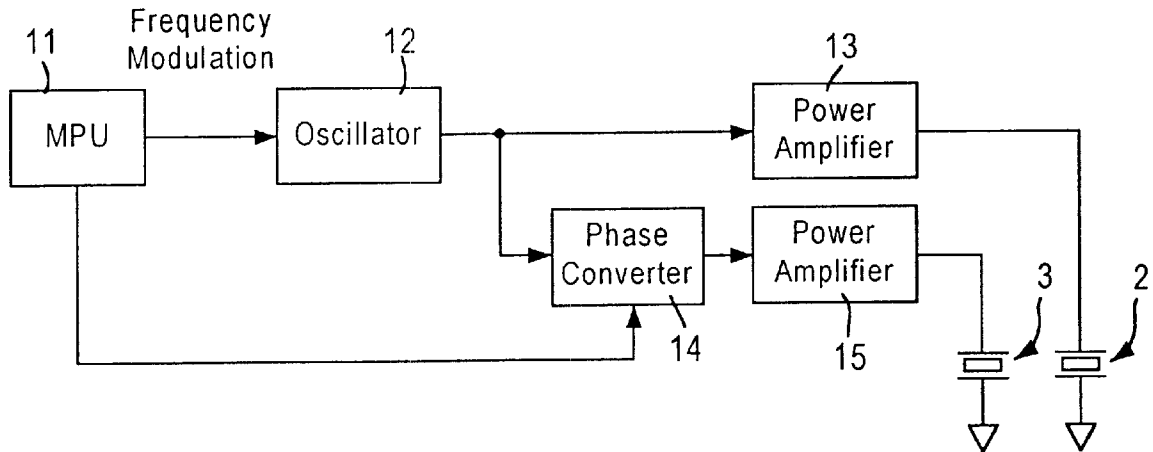 Frequency
Modulation
11
12
13
MPU
Oscillator
Power
Amplifier
Phase
Converter
Power
Amplifier
14
15
3
2